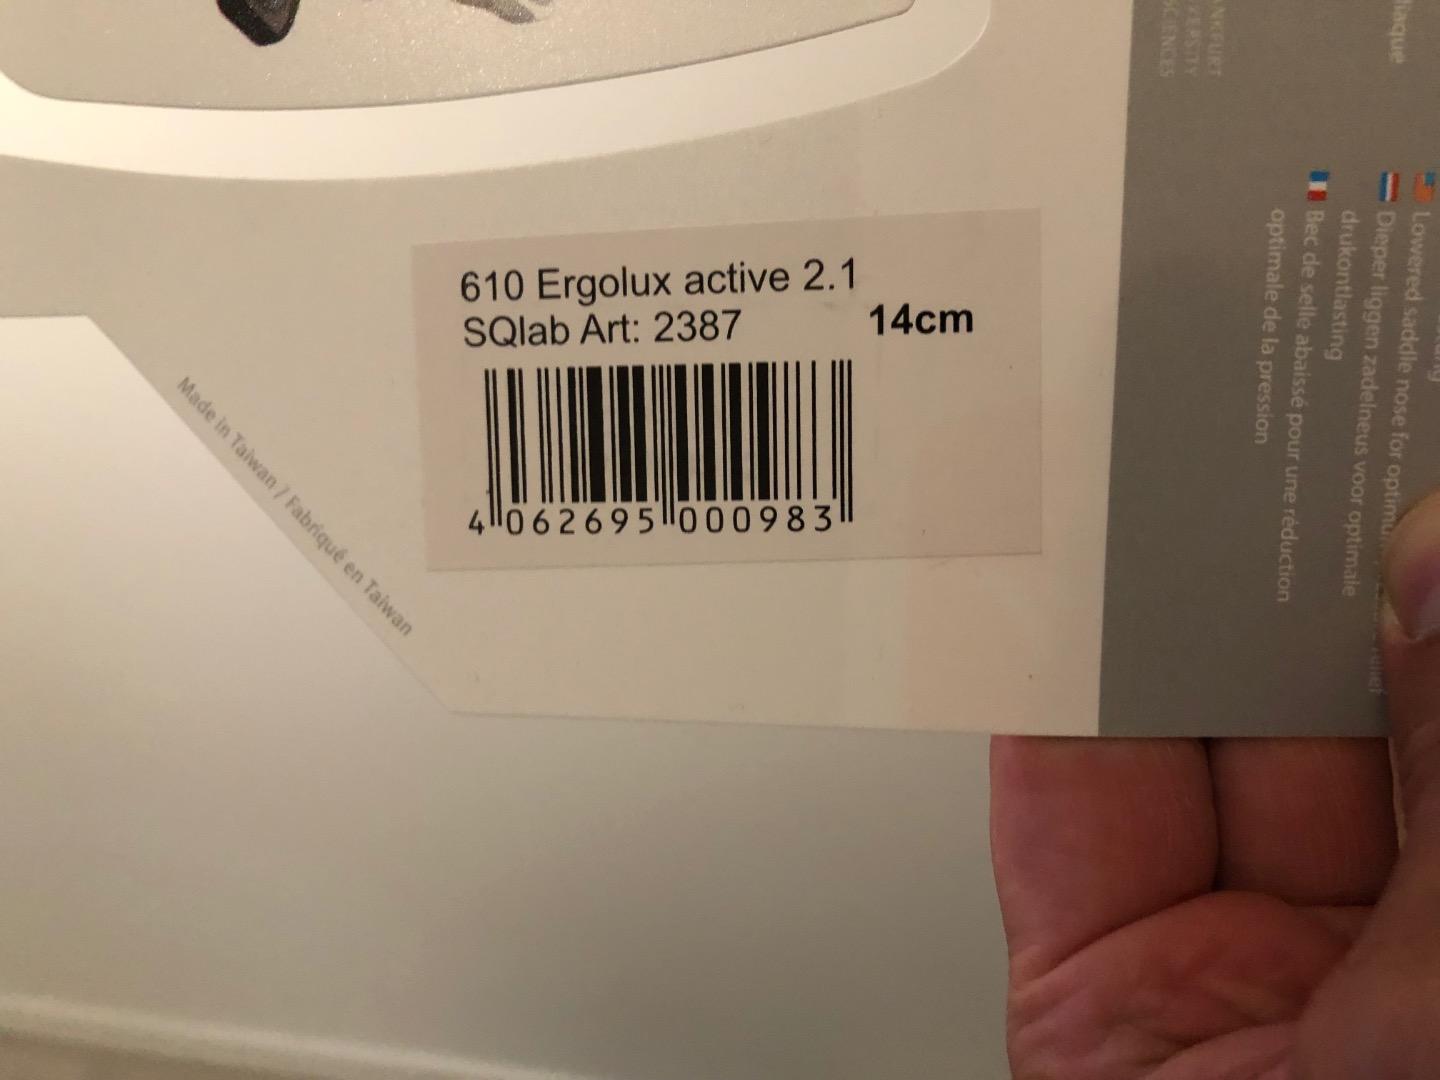 610 Ergolux active 2.1
SQlab Art: 2387
14cm
4 062695 000983
Made in Taiwan / Fabriqué en Taiwan
Lowered saddle nose for
Dieper liggen zadelneus voor optimale
drukontlasting
Bec de selle abaissé pour une réduction
optimale de la pression